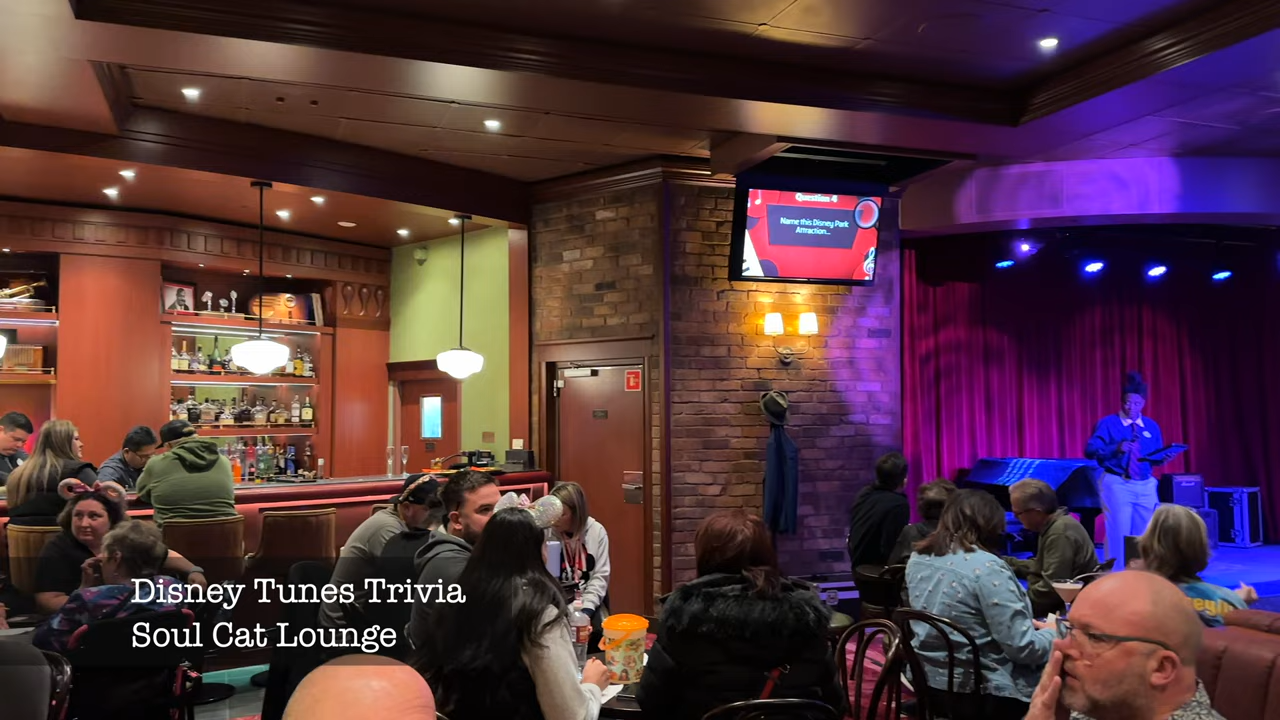 Question 4
Name this Disney Park
Attraction...
Disney Tunes Trivia
Soul Cat Lounge